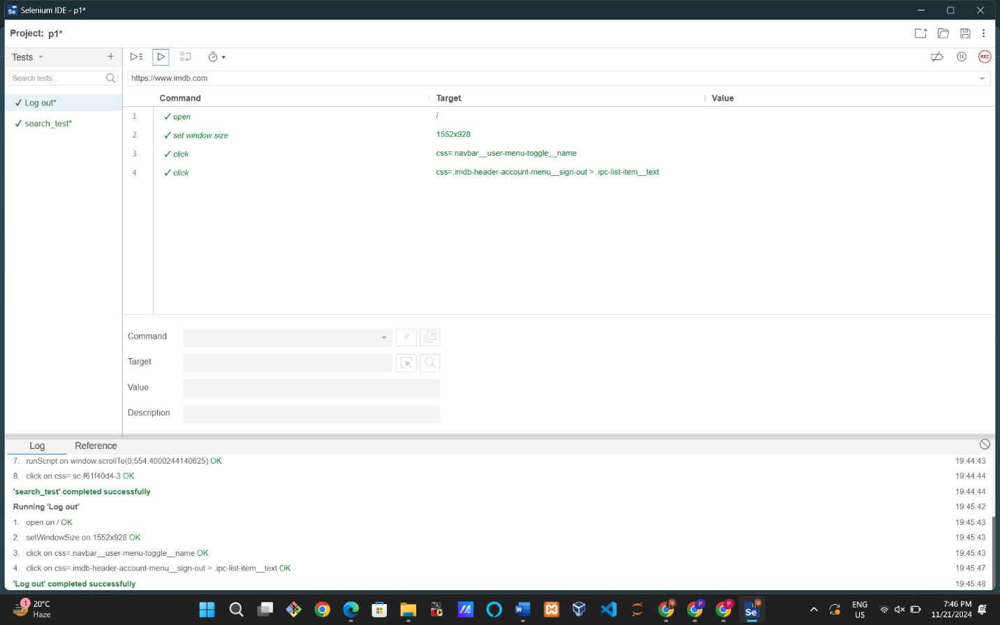 Selenium IDE - p1*
Project: p1*
Tests
Search tests...
✓ Log out*
✓ search_test*
REC
https://www.imdb.com
Command Target Value
1 ✓ open /
2 ✓ set window size 1552x928
3 ✓ click css=.navbar__user-menu-toggle__name
4 ✓ click css=.imdb-header-account-menu__sign-out > .ipc-list-item__text
Command //
Target
Value
Description
Log Reference
7. runScript on window.scrollTo(0,554.4000244140625) OK 19:44:43
8. click on css=.sc-f61f40d4-3 OK 19:44:44
'search_test' completed successfully 19:44:44
Running 'Log out' 19:45:42
1. open on / OK 19:45:43
2. setWindowSize on 1552x928 OK 19:45:43
3. click on css=.navbar__user-menu-toggle__name OK 19:45:43
4. click on css=.imdb-header-account-menu__sign-out > .ipc-list-item__text OK 19:45:47
'Log out' completed successfully 19:45:48
1 20°C
Haze
ENG
US
7:46 PM
11/21/2024